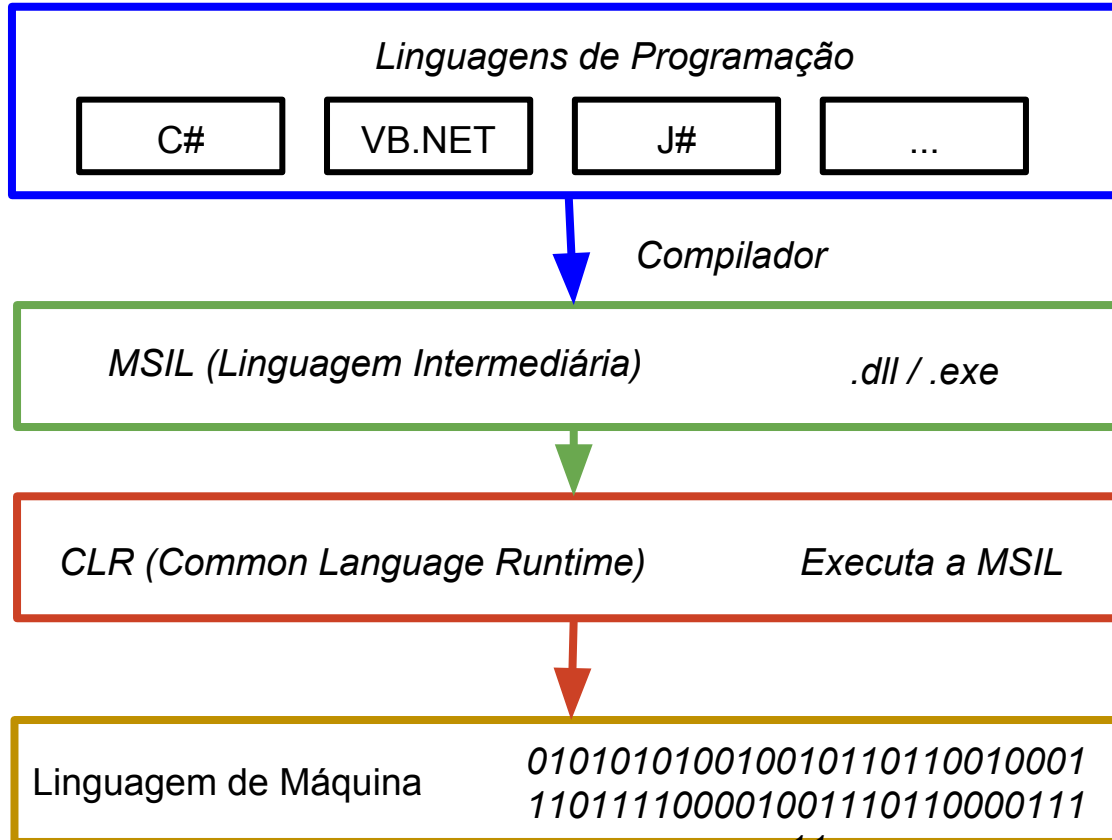 Linguagens de Programação
C# VB.NET J# ...
Compilador
MSIL (Linguagem Intermediária) .dll / .exe
CLR (Common Language Runtime) Executa a MSIL
Linguagem de Máquina
010101010010010110110010001
110111100001001110110000111